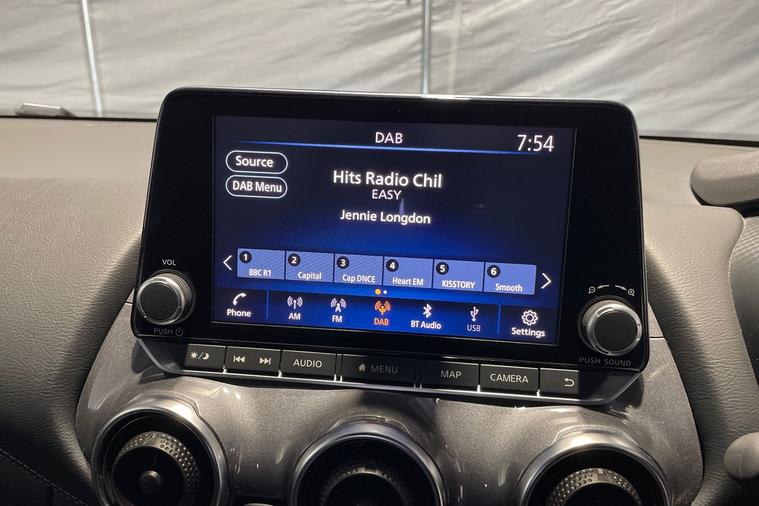 DAB
7:54
Source
DAB Menu
Hits Radio Chil
EASY
Jennie Longdon
1 BBC R1
2 Capital
3 Cap DNCE
4 Heart EM
5 KISSTORY
6 Smooth
Phone
AM
FM
DAB
BT Audio
USB
Settings
VOL
PUSH
PUSH SOUND
AUDIO
MENU
MAP
CAMERA